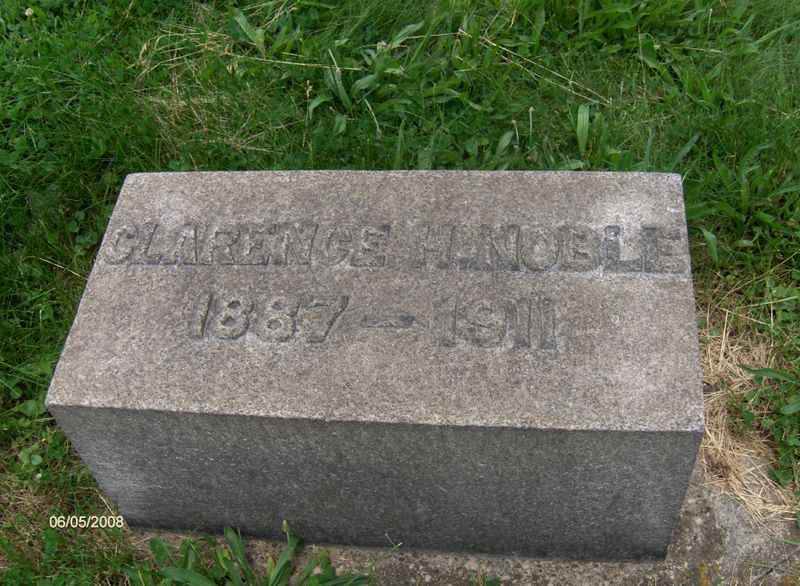 CLARENCE H. NOBLE
1887 — 1911
06/05/2008